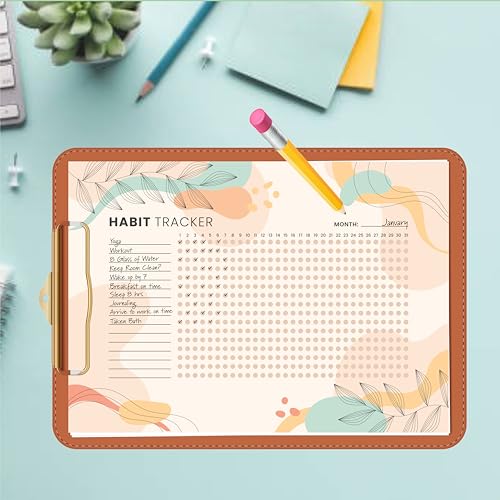 HABIT TRACKER
MONTH: January
1 2 3 4 5 6 7 8 9 10 11 12 13 14 15 16 17 18 19 20 21 22 23 24 25 26 27 28 29 30 31
Yoga
Workout
8 Glass of Water
Keep Room Clean?
Wake up by 7
Breakfast on time
Sleep 8 hrs
Journaling
Arrive to work on time
Taken Bath